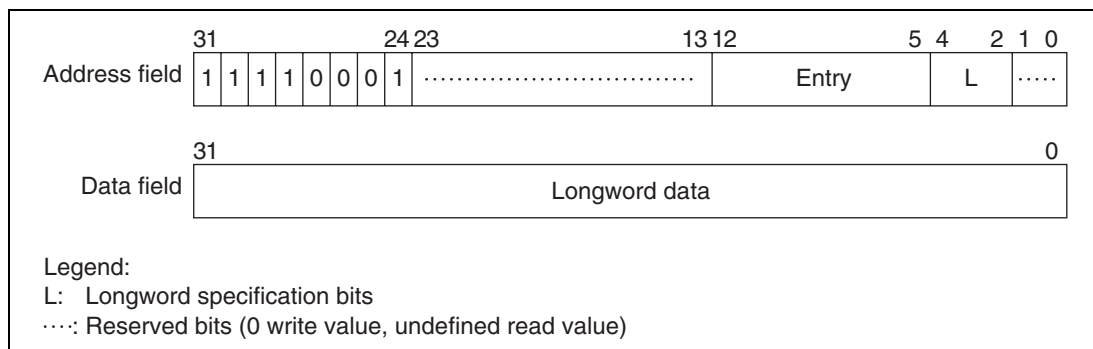 31 24 23 13 12 5 4 2 1 0
Address field 1 1 1 1 0 0 0 1 ································ Entry L ·····
31 0
Data field Longword data
Legend:
L: Longword specification bits
····: Reserved bits (0 write value, undefined read value)